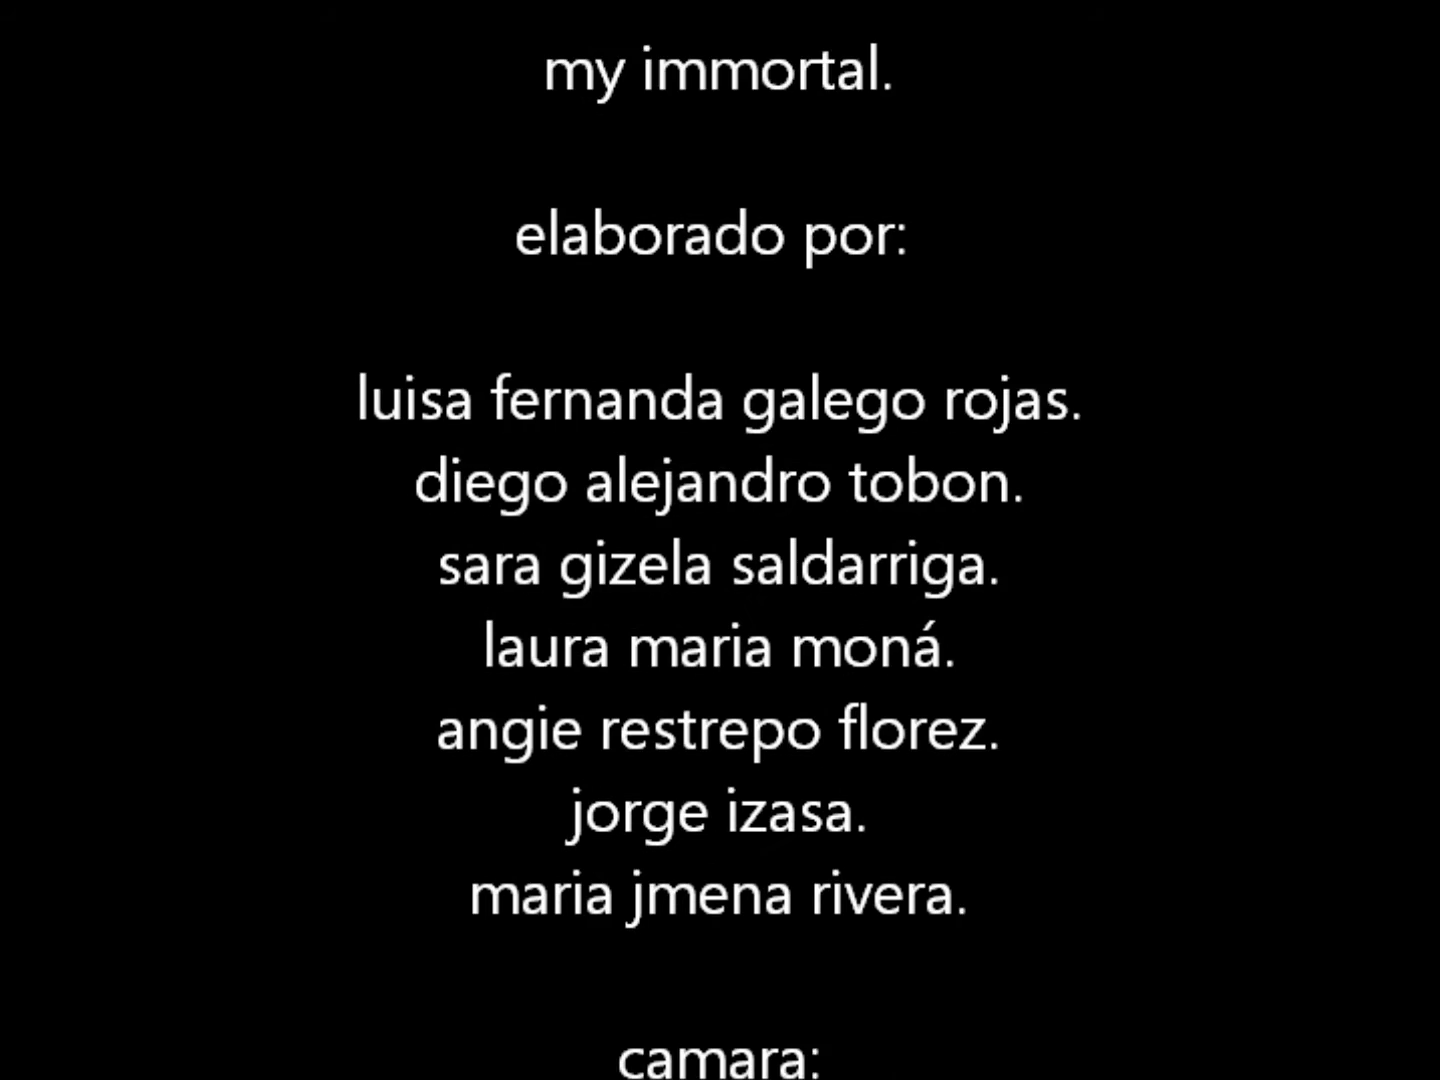 my immortal.
elaborado por:
luisa fernanda galego rojas.
diego alejandro tobon.
sara gizela saldarriga.
laura maria moná.
angie restrepo florez.
jorge izasa.
maria jmena rivera.
camara: